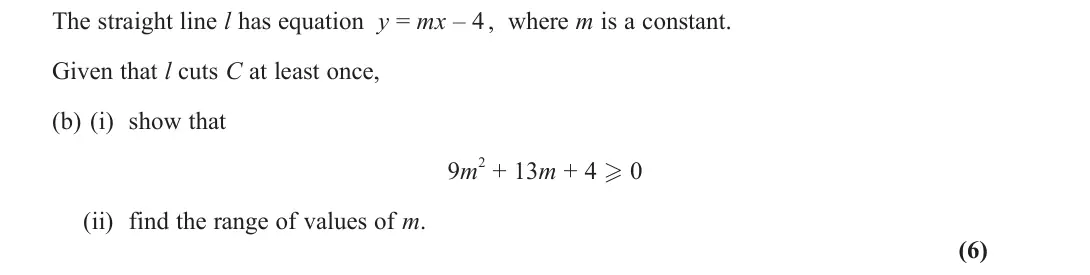 The straight line l has equation y = mx – 4, where m is a constant.
Given that l cuts C at least once,
(b) (i) show that
9m² + 13m + 4 ⩾ 0
(ii) find the range of values of m.
(6)